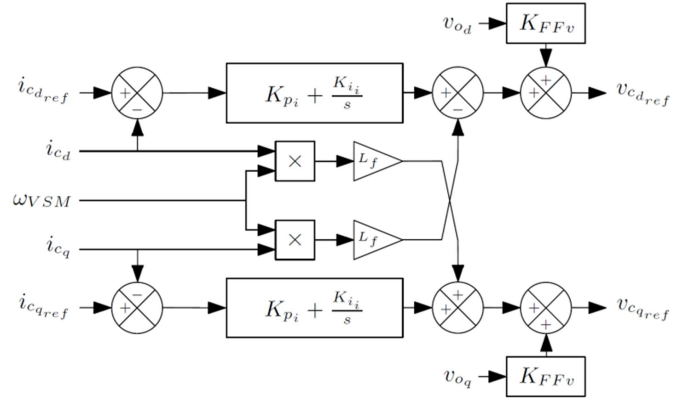 v_{o_d}
K_{FFv}
i_{c_{d_{ref}}} + − K_{p_i} + \frac{K_{i_i}}{s} + − + + v_{c_{d_{ref}}}
i_{c_d}
× L_f
ω_{VSM}
× L_f
i_{c_q}
i_{c_{q_{ref}}} + − K_{p_i} + \frac{K_{i_i}}{s} + + + + v_{c_{q_{ref}}}
v_{o_q}
K_{FFv}